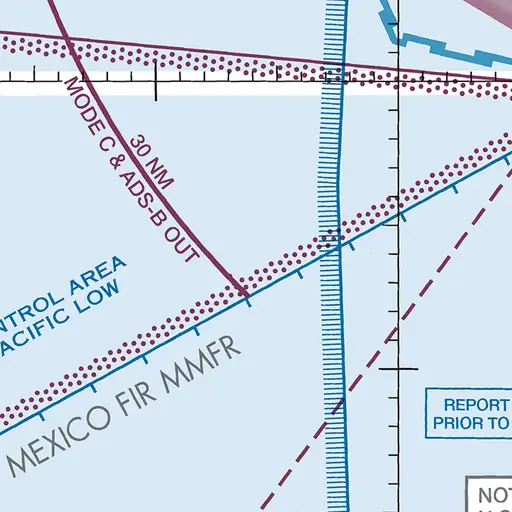 30 NM
MODE C & ADS-B OUT
NTROL AREA
ACIFIC LOW
MEXICO FIR MMFR
REPORT
PRIOR TO
NOT